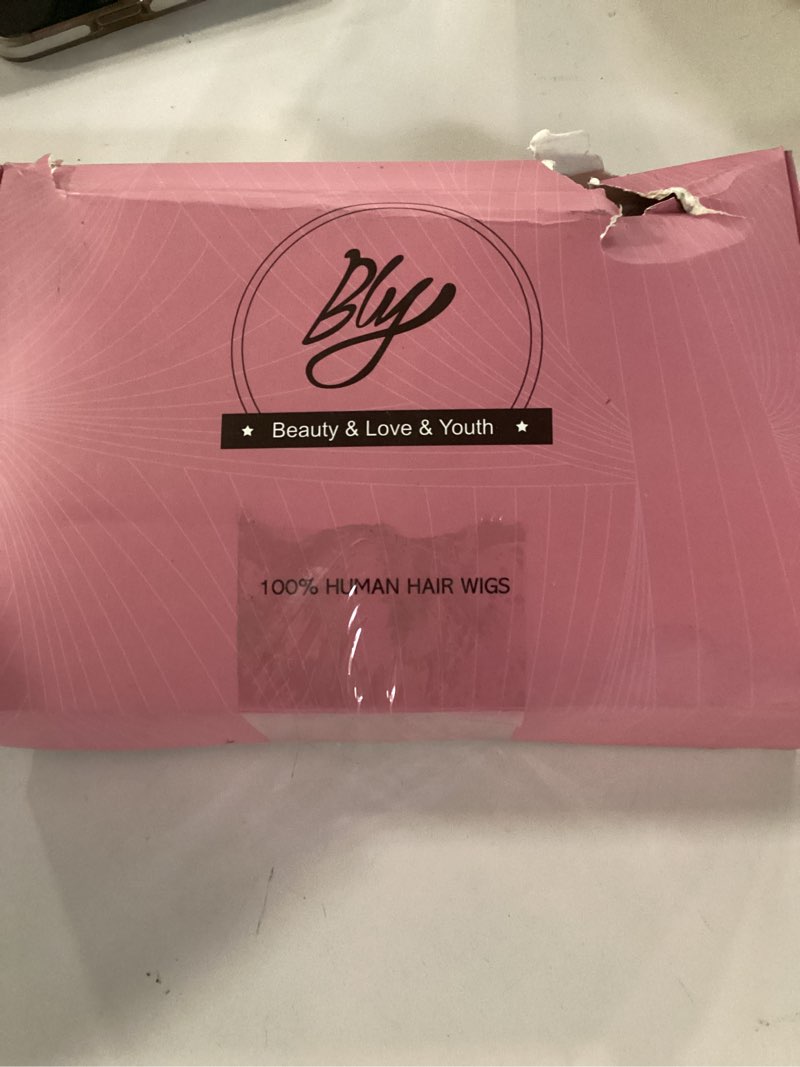 Bly
★ Beauty & Love & Youth ★
100% HUMAN HAIR WIGS